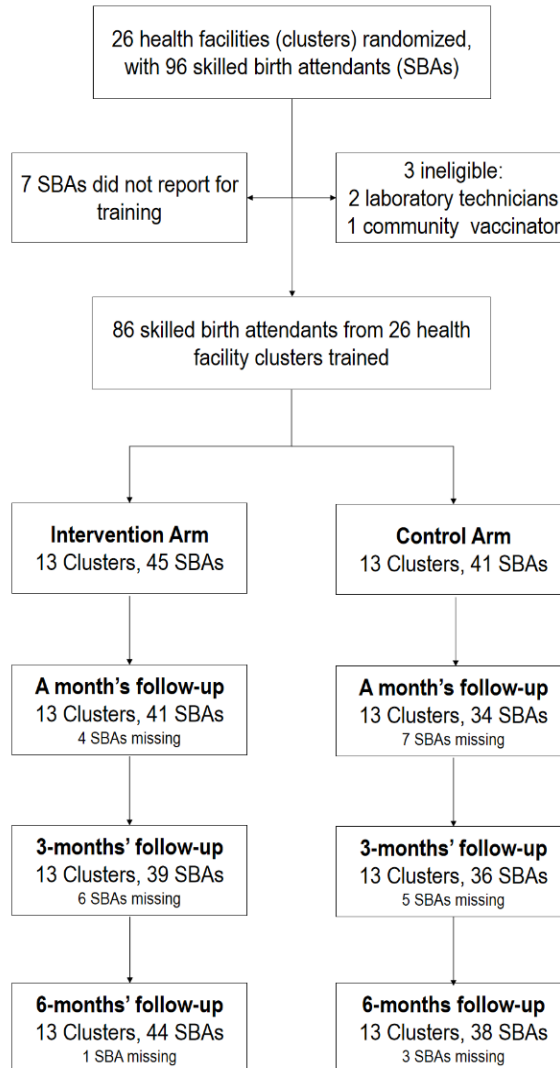 26 health facilities (clusters) randomized,
with 96 skilled birth attendants (SBAs)
7 SBAs did not report for
training
3 ineligible:
2 laboratory technicians
1 community vaccinator
86 skilled birth attendants from 26 health
facility clusters trained
Intervention Arm
13 Clusters, 45 SBAs
Control Arm
13 Clusters, 41 SBAs
A month's follow-up
13 Clusters, 41 SBAs
4 SBAs missing
A month's follow-up
13 Clusters, 34 SBAs
7 SBAs missing
3-months' follow-up
13 Clusters, 39 SBAs
6 SBAs missing
3-months' follow-up
13 Clusters, 36 SBAs
5 SBAs missing
6-months' follow-up
13 Clusters, 44 SBAs
1 SBA missing
6-months follow-up
13 Clusters, 38 SBAs
3 SBAs missing